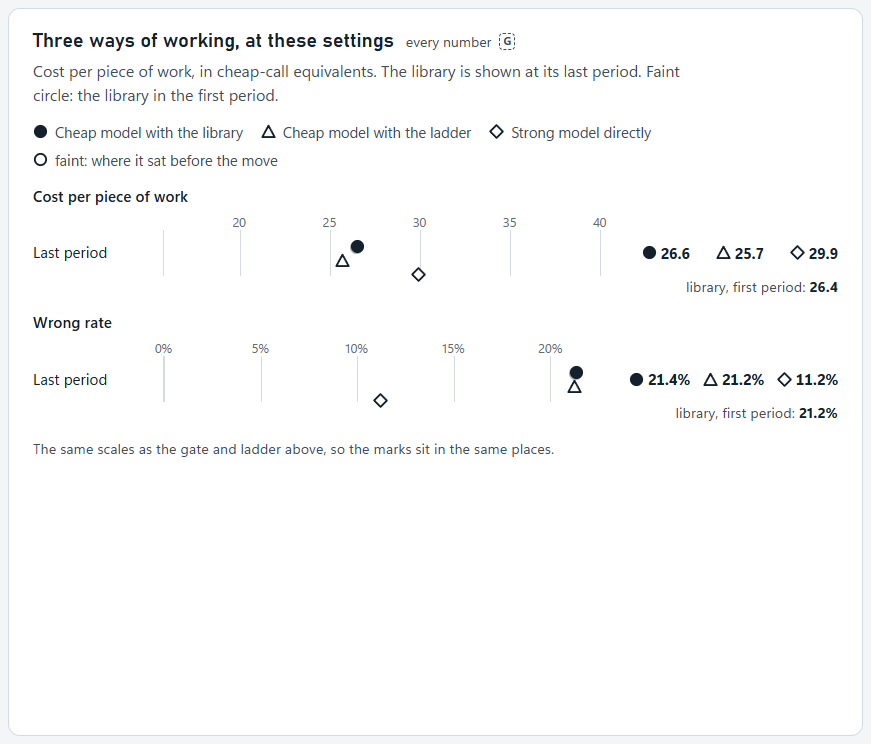 Three ways of working, at these settings every number G
Cost per piece of work, in cheap-call equivalents. The library is shown at its last period. Faint
circle: the library in the first period.
Cheap model with the library Cheap model with the ladder Strong model directly
faint: where it sat before the move
Cost per piece of work
20 25 30 35 40
Last period 26.6 25.7 29.9
library, first period: 26.4
Wrong rate
0% 5% 10% 15% 20%
Last period 21.4% 21.2% 11.2%
library, first period: 21.2%
The same scales as the gate and ladder above, so the marks sit in the same places.